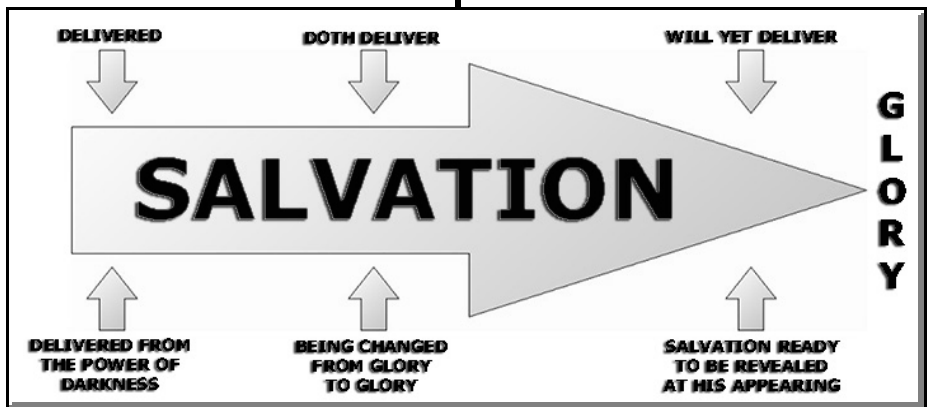 DELIVERED
DOTH DELIVER
WILL YET DELIVER
SALVATION
GLORY
DELIVERED FROM
THE POWER OF
DARKNESS
BEING CHANGED
FROM GLORY
TO GLORY
SALVATION READY
TO BE REVEALED
AT HIS APPEARING